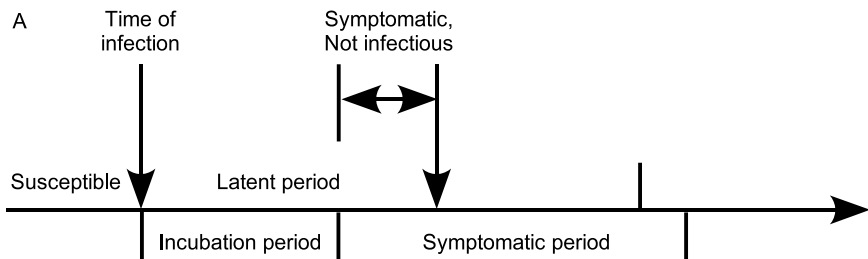 A
Time of
infection
Symptomatic,
Not infectious
Susceptible
Latent period
Incubation period
Symptomatic period